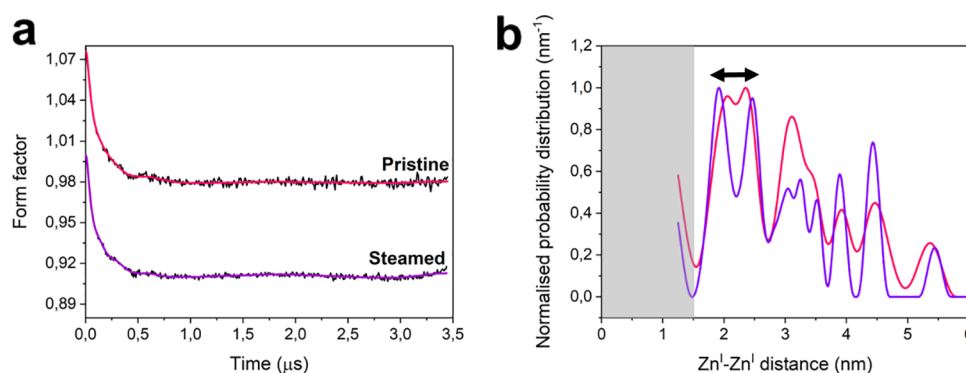 a
Form factor
1,07
1,04
1,01
0,98
0,95
0,92
0,89
Pristine
Steamed
0,0 0,5 1,0 1,5 2,0 2,5 3,0 3,5
Time (μs)
b
Normalised probability distribution (nm⁻¹)
1,2
1,0
0,8
0,6
0,4
0,2
0,0
0 1 2 3 4 5 6
Znᴵ-Znᴵ distance (nm)